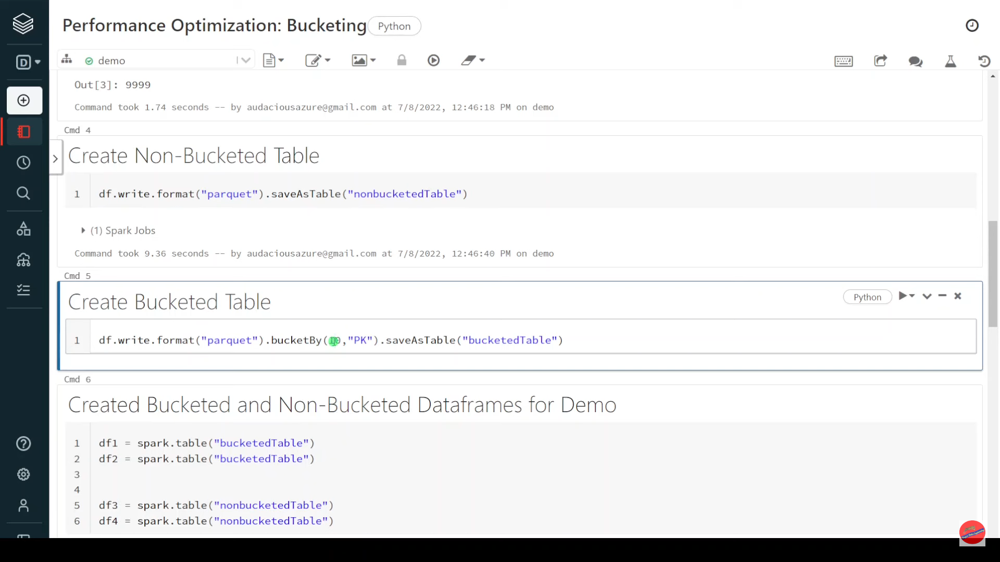 Performance Optimization: Bucketing Python
D demo
Out[3]: 9999
Command took 1.74 seconds -- by audaciousazure@gmail.com at 7/8/2022, 12:46:18 PM on demo
Cmd 4
Create Non-Bucketed Table
1 df.write.format("parquet").saveAsTable("nonbucketedTable")
(1) Spark Jobs
Command took 9.36 seconds -- by audaciousazure@gmail.com at 7/8/2022, 12:46:40 PM on demo
Cmd 5
Create Bucketed Table
Python
1 df.write.format("parquet").bucketBy(10,"PK").saveAsTable("bucketedTable")
Cmd 6
Created Bucketed and Non-Bucketed Dataframes for Demo
1 df1 = spark.table("bucketedTable")
2 df2 = spark.table("bucketedTable")
3
4
5 df3 = spark.table("nonbucketedTable")
6 df4 = spark.table("nonbucketedTable")